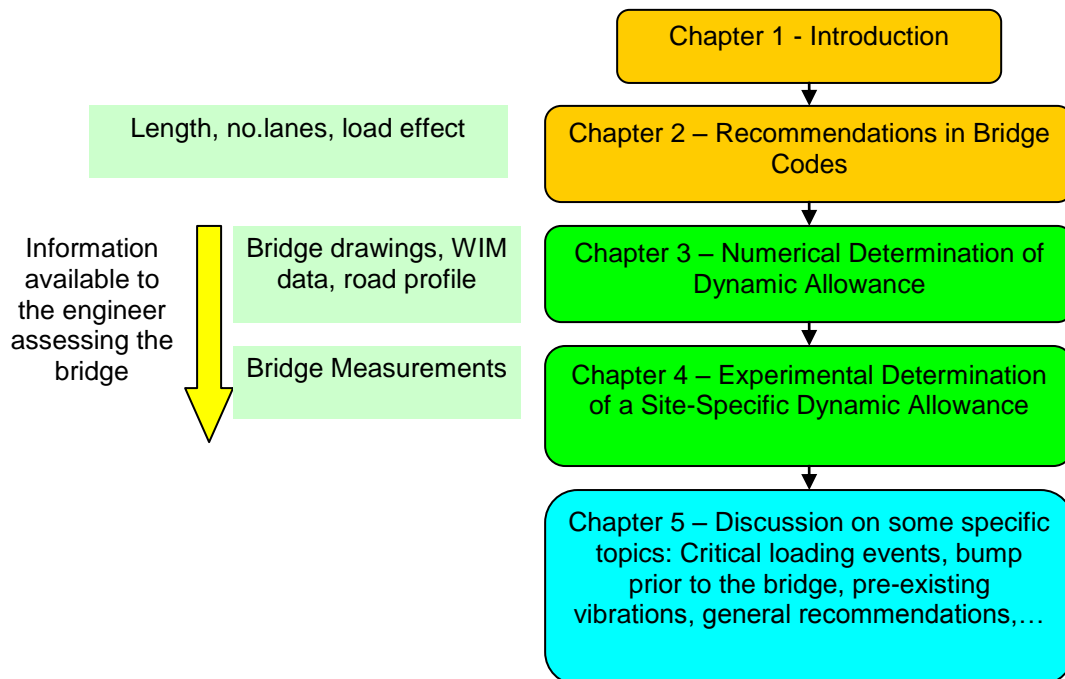 Chapter 1 - Introduction
Length, no.lanes, load effect
Chapter 2 – Recommendations in Bridge
Codes
Information
available to
the engineer
assessing the
bridge
Bridge drawings, WIM
data, road profile
Chapter 3 – Numerical Determination of
Dynamic Allowance
Bridge Measurements
Chapter 4 – Experimental Determination
of a Site-Specific Dynamic Allowance
Chapter 5 – Discussion on some specific
topics: Critical loading events, bump
prior to the bridge, pre-existing
vibrations, general recommendations,…